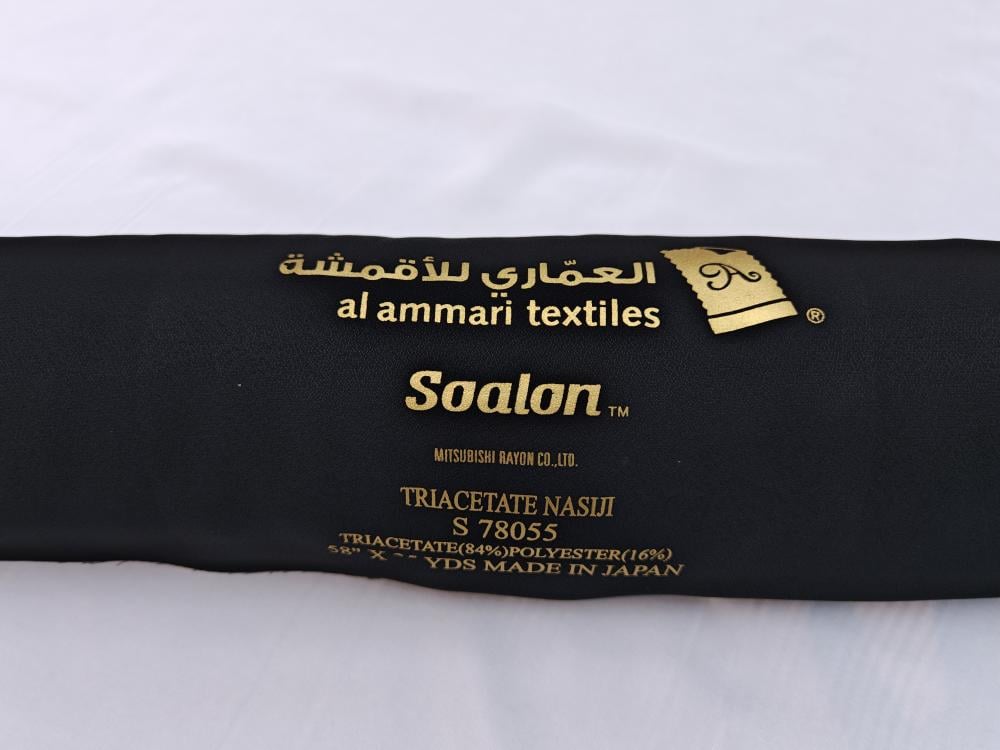 العمّاري للأقمشة
A
®
al ammari textiles
Soalon™
MITSUBISHI RAYON CO.,LTD.
TRIACETATE NASIJI
S 78055
TRIACETATE(84%)POLYESTER(16%)
58" X YDS MADE IN JAPAN